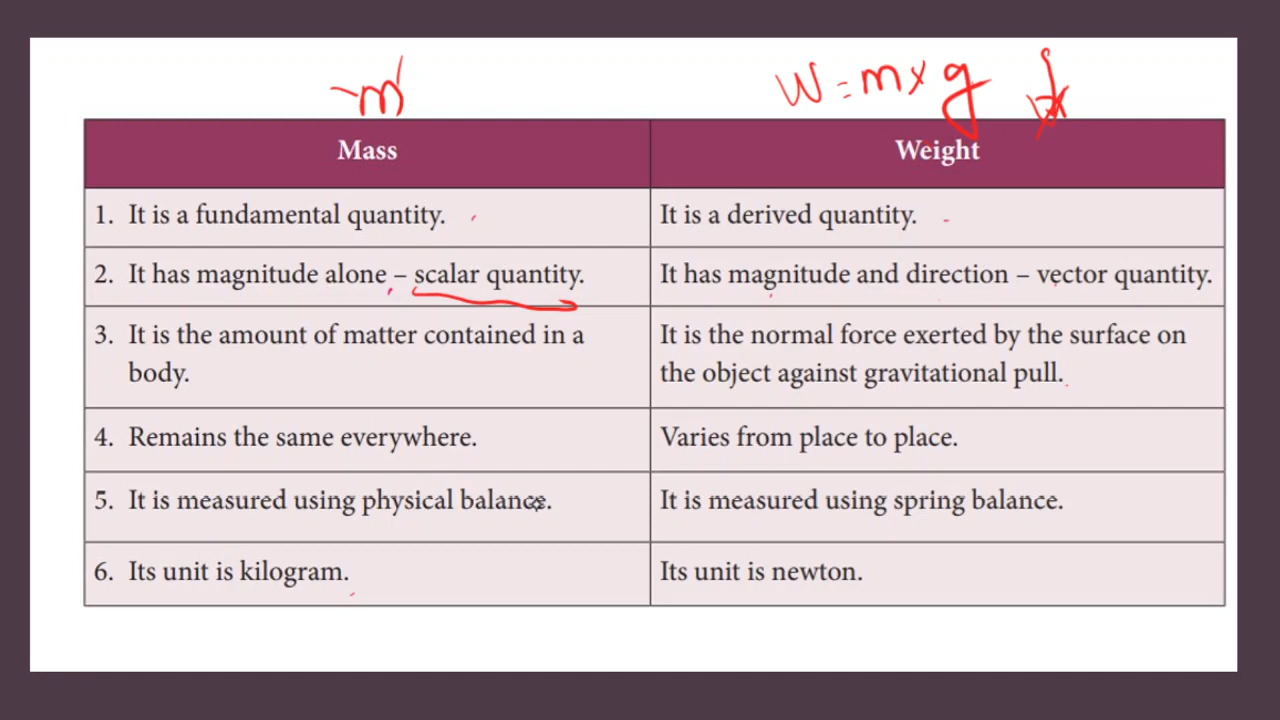 m
W = m x g
Mass
Weight
1. It is a fundamental quantity.
It is a derived quantity.
2. It has magnitude alone – scalar quantity.
It has magnitude and direction – vector quantity.
3. It is the amount of matter contained in a
body.
It is the normal force exerted by the surface on
the object against gravitational pull.
4. Remains the same everywhere.
Varies from place to place.
5. It is measured using physical balance.
It is measured using spring balance.
6. Its unit is kilogram.
Its unit is newton.